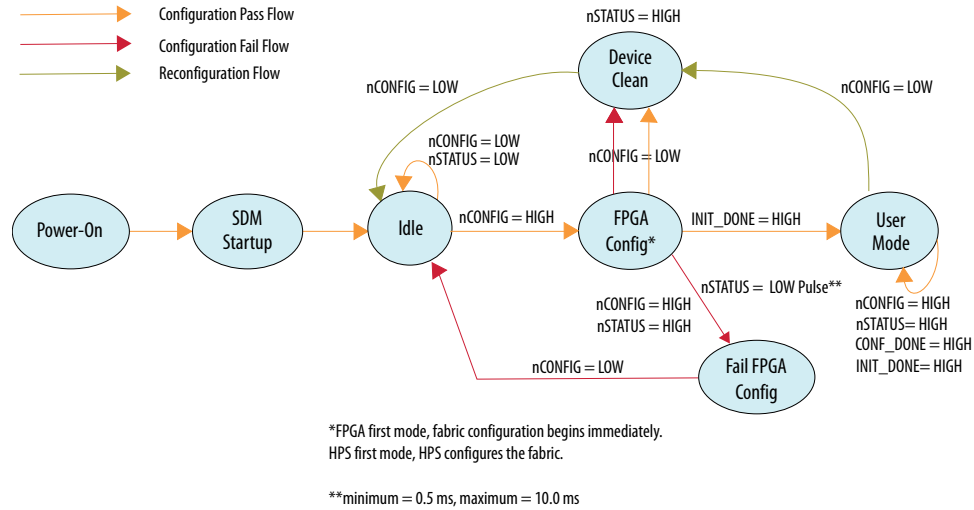 Configuration Pass Flow
Configuration Fail Flow
Reconfiguration Flow
nSTATUS = HIGH
Device
Clean
nCONFIG = LOW
nCONFIG = LOW
nCONFIG = LOW
nSTATUS = LOW
nCONFIG = LOW
Power-On
SDM
Startup
Idle
nCONFIG = HIGH
FPGA
Config*
INIT_DONE = HIGH
User
Mode
nSTATUS = LOW Pulse**
nCONFIG = HIGH
nSTATUS = HIGH
nCONFIG = HIGH
nSTATUS= HIGH
CONF_DONE = HIGH
INIT_DONE= HIGH
nCONFIG = LOW
Fail FPGA
Config
*FPGA first mode, fabric configuration begins immediately.
HPS first mode, HPS configures the fabric.
**minimum = 0.5 ms, maximum = 10.0 ms